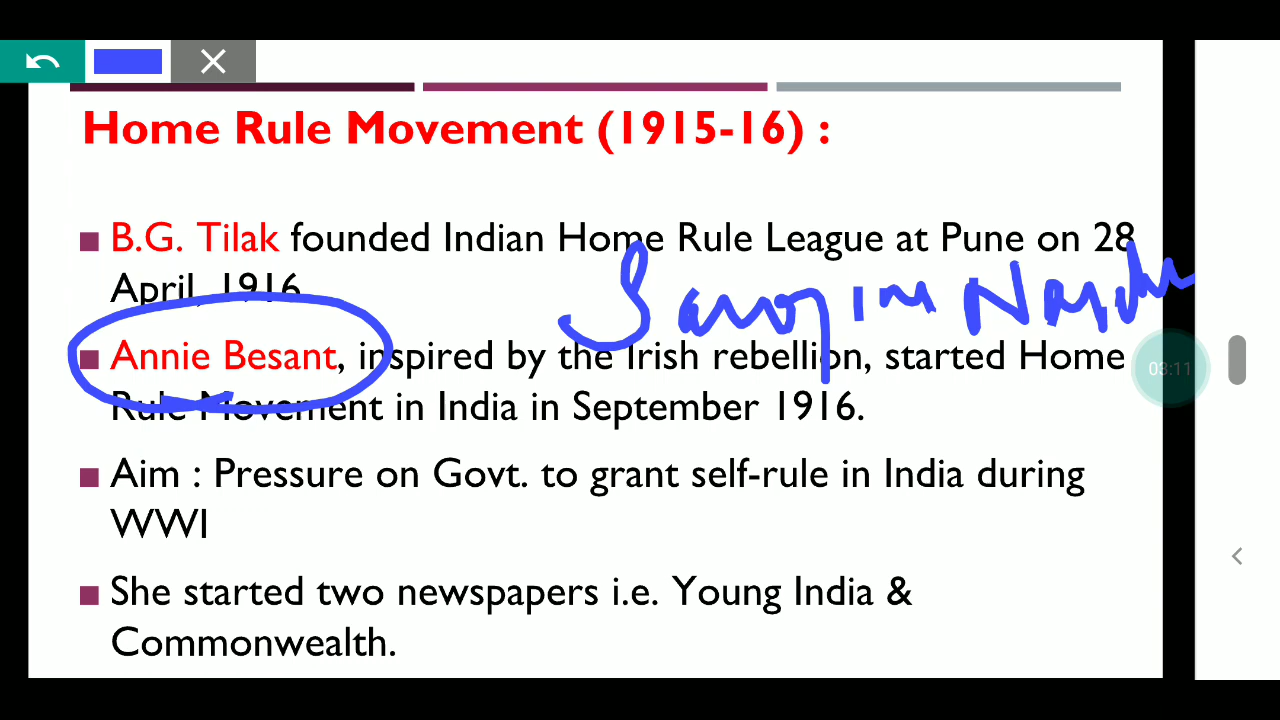 Home Rule Movement (1915-16) :
B.G. Tilak founded Indian Home Rule League at Pune on 28
April, 1916
Sarojini Naidu
Annie Besant, inspired by the Irish rebellion, started Home
03:11
Rule Movement in India in September 1916.
Aim : Pressure on Govt. to grant self-rule in India during
WWI
She started two newspapers i.e. Young India &
Commonwealth.